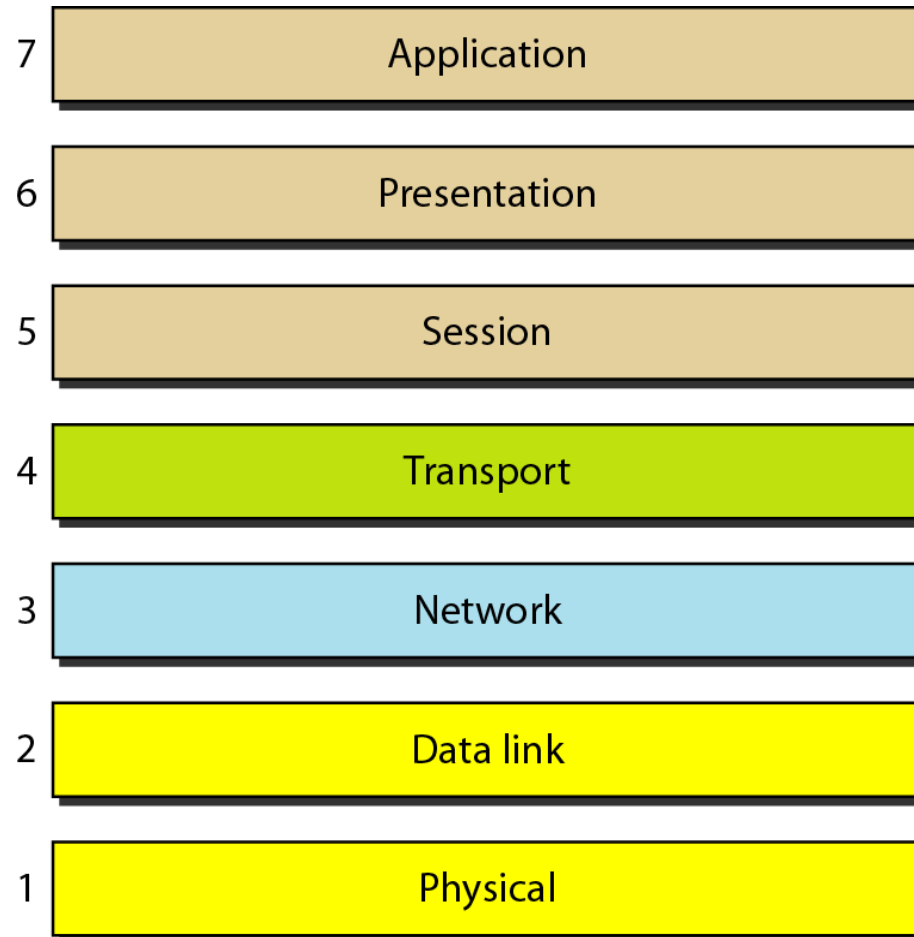 7 Application
6 Presentation
5 Session
4 Transport
3 Network
2 Data link
1 Physical